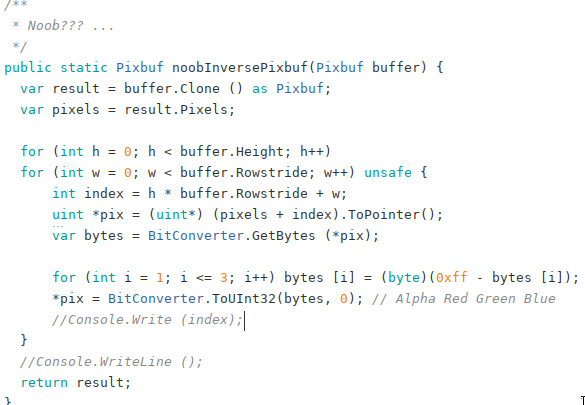 /**
 * Noob??? ...
 */
public static Pixbuf noobInversePixbuf(Pixbuf buffer) {
  var result = buffer.Clone () as Pixbuf;
  var pixels = result.Pixels;

  for (int h = 0; h < buffer.Height; h++)
  for (int w = 0; w < buffer.Rowstride; w++) unsafe {
      int index = h * buffer.Rowstride + w;
      uint *pix = (uint*) (pixels + index).ToPointer();
      var bytes = BitConverter.GetBytes (*pix);

      for (int i = 1; i <= 3; i++) bytes [i] = (byte)(0xff - bytes [i]);
      *pix = BitConverter.ToUInt32(bytes, 0); // Alpha Red Green Blue
      //Console.Write (index);
  }
  //Console.WriteLine ();
  return result;
}